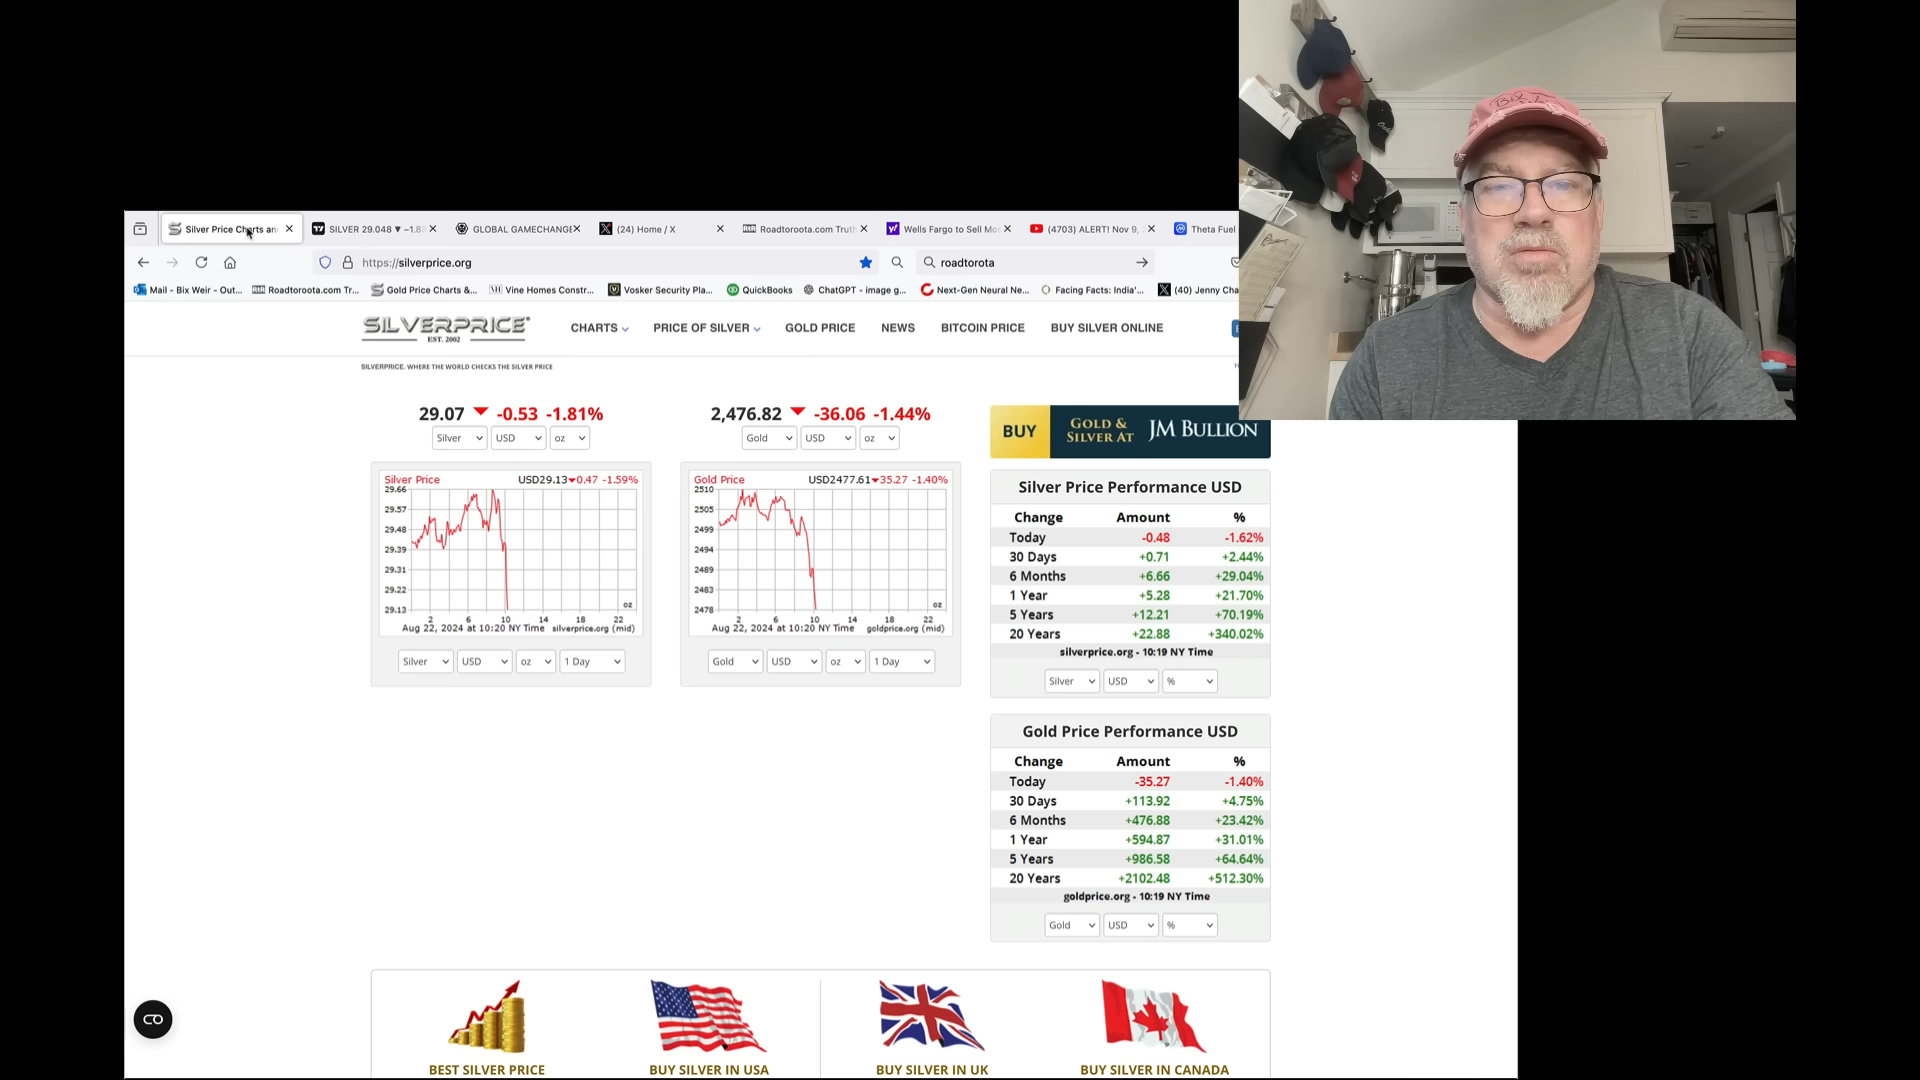 Silver Price Charts an
SILVER 29.048 ▼ −1.8
GLOBAL GAMECHANGE
(24) Home / X
Roadtoroota.com Trut
Wells Fargo to Sell Mo
(4703) ALERT! Nov 9,
Theta Fuel
https://silverprice.org
roadtorota
Mail - Bix Weir - Out...
Roadtoroota.com Tr...
Gold Price Charts &...
Vine Homes Constr...
Vosker Security Pla...
QuickBooks
ChatGPT - image g...
Next-Gen Neural Ne...
Facing Facts: India'...
(40) Jenny Cha
SILVERPRICE
EST. 2002
CHARTS
PRICE OF SILVER
GOLD PRICE
NEWS
BITCOIN PRICE
BUY SILVER ONLINE
SILVERPRICE. WHERE THE WORLD CHECKS THE SILVER PRICE
29.07 ▼ -0.53 -1.81%
Silver USD oz
2,476.82 ▼ -36.06 -1.44%
Gold USD oz
BUY GOLD & SILVER AT JM BULLION
Silver Price USD29.13▼0.47 -1.59%
29.66
29.57
29.48
29.39
29.31
29.22
29.13
oz
2 6 10 14 18 22
Aug 22, 2024 at 10:20 NY Time silverprice.org (mid)
Silver USD oz 1 Day
Gold Price USD2477.61▼35.27 -1.40%
2510
2505
2499
2494
2489
2483
2478
oz
2 6 10 14 18 22
Aug 22, 2024 at 10:20 NY Time goldprice.org (mid)
Gold USD oz 1 Day
Silver Price Performance USD
Change Amount %
Today -0.48 -1.62%
30 Days +0.71 +2.44%
6 Months +6.66 +29.04%
1 Year +5.28 +21.70%
5 Years +12.21 +70.19%
20 Years +22.88 +340.02%
silverprice.org - 10:19 NY Time
Silver USD %
Gold Price Performance USD
Change Amount %
Today -35.27 -1.40%
30 Days +113.92 +4.75%
6 Months +476.88 +23.42%
1 Year +594.87 +31.01%
5 Years +986.58 +64.64%
20 Years +2102.48 +512.30%
goldprice.org - 10:19 NY Time
Gold USD %
BEST SILVER PRICE
BUY SILVER IN USA
BUY SILVER IN UK
BUY SILVER IN CANADA